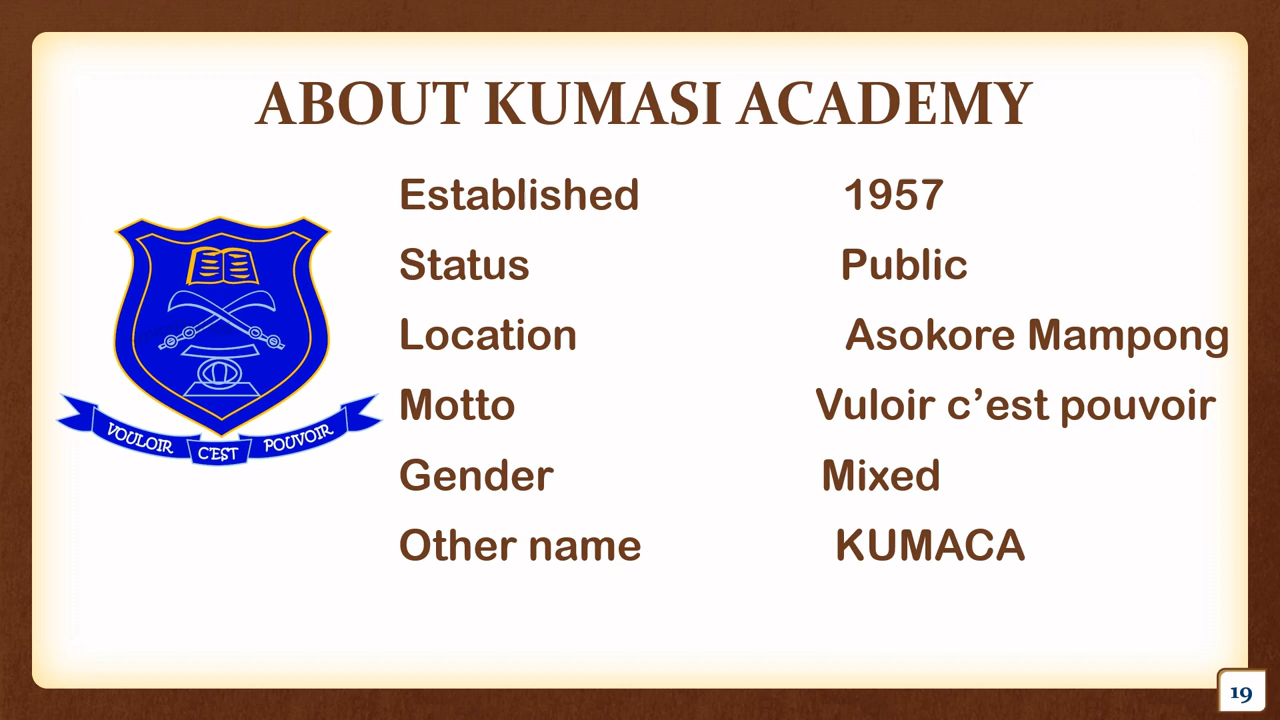 ABOUT KUMASI ACADEMY
Established 1957
Status Public
Location Asokore Mampong
Motto Vuloir c’est pouvoir
Gender Mixed
Other name KUMACA
VOULOIR C'EST POUVOIR
19